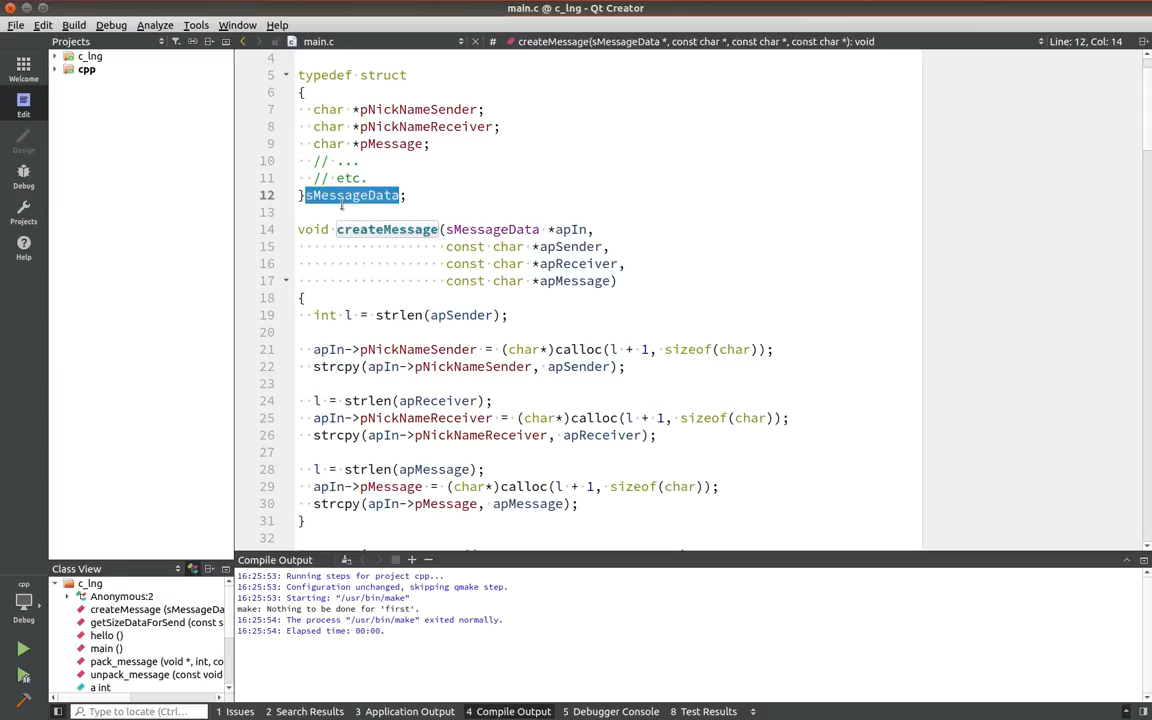 main.c @ c_lng - Qt Creator
File Edit Build Debug Analyze Tools Window Help
Projects
main.c
# createMessage(sMessageData *, const char *, const char *, const char *): void
Line: 12, Col: 14
Welcome
Edit
Design
Debug
Projects
Help
c_lng
cpp
4
5 typedef struct
6 {
7 char *pNickNameSender;
8 char *pNickNameReceiver;
9 char *pMessage;
10 // ...
11 // etc.
12 }sMessageData;
13
14 void createMessage(sMessageData *apIn,
15 const char *apSender,
16 const char *apReceiver,
17 const char *apMessage)
18 {
19 int l = strlen(apSender);
20
21 apIn->pNickNameSender = (char*)calloc(l + 1, sizeof(char));
22 strcpy(apIn->pNickNameSender, apSender);
23
24 l = strlen(apReceiver);
25 apIn->pNickNameReceiver = (char*)calloc(l + 1, sizeof(char));
26 strcpy(apIn->pNickNameReceiver, apReceiver);
27
28 l = strlen(apMessage);
29 apIn->pMessage = (char*)calloc(l + 1, sizeof(char));
30 strcpy(apIn->pMessage, apMessage);
31 }
32
Class View
c_lng
Anonymous:2
createMessage (sMessageDa
getSizeDataForSend (const s
hello ()
main ()
pack_message (void *, int, co
unpack_message (const void
a int
cpp
Debug
Compile Output
16:25:53: Running steps for project cpp...
16:25:53: Configuration unchanged, skipping qmake step.
16:25:53: Starting: "/usr/bin/make"
make: Nothing to be done for 'first'.
16:25:54: The process "/usr/bin/make" exited normally.
16:25:54: Elapsed time: 00:00.
Type to locate (Ctrl...
1 Issues 2 Search Results 3 Application Output 4 Compile Output 5 Debugger Console 8 Test Results